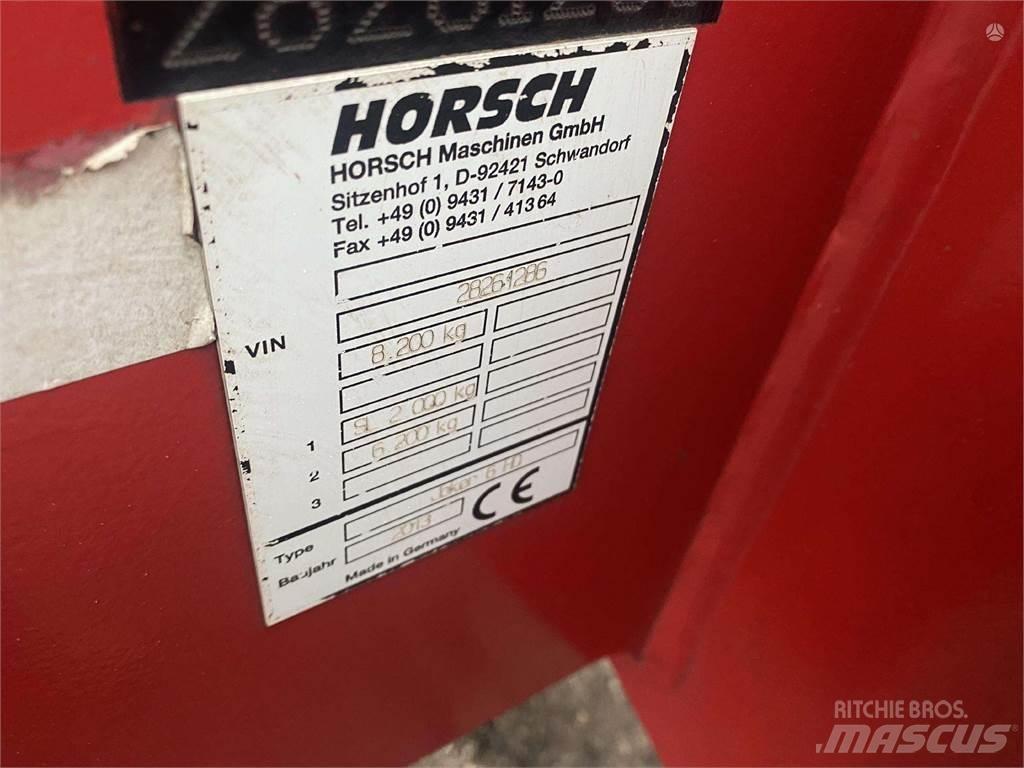 HORSCH
HORSCH Maschinen GmbH
Sitzenhof 1, D-92421 Schwandorf
Tel. +49 (0) 9431 / 7143-0
Fax +49 (0) 9431 / 41364
VIN 28261286
8.200 kg
1 SL 2 000 kg
2 6 200 kg
3
Type Joker 6 HD
Baujahr 2013
Made in Germany
CE
RITCHIE BROS.
MASCUS